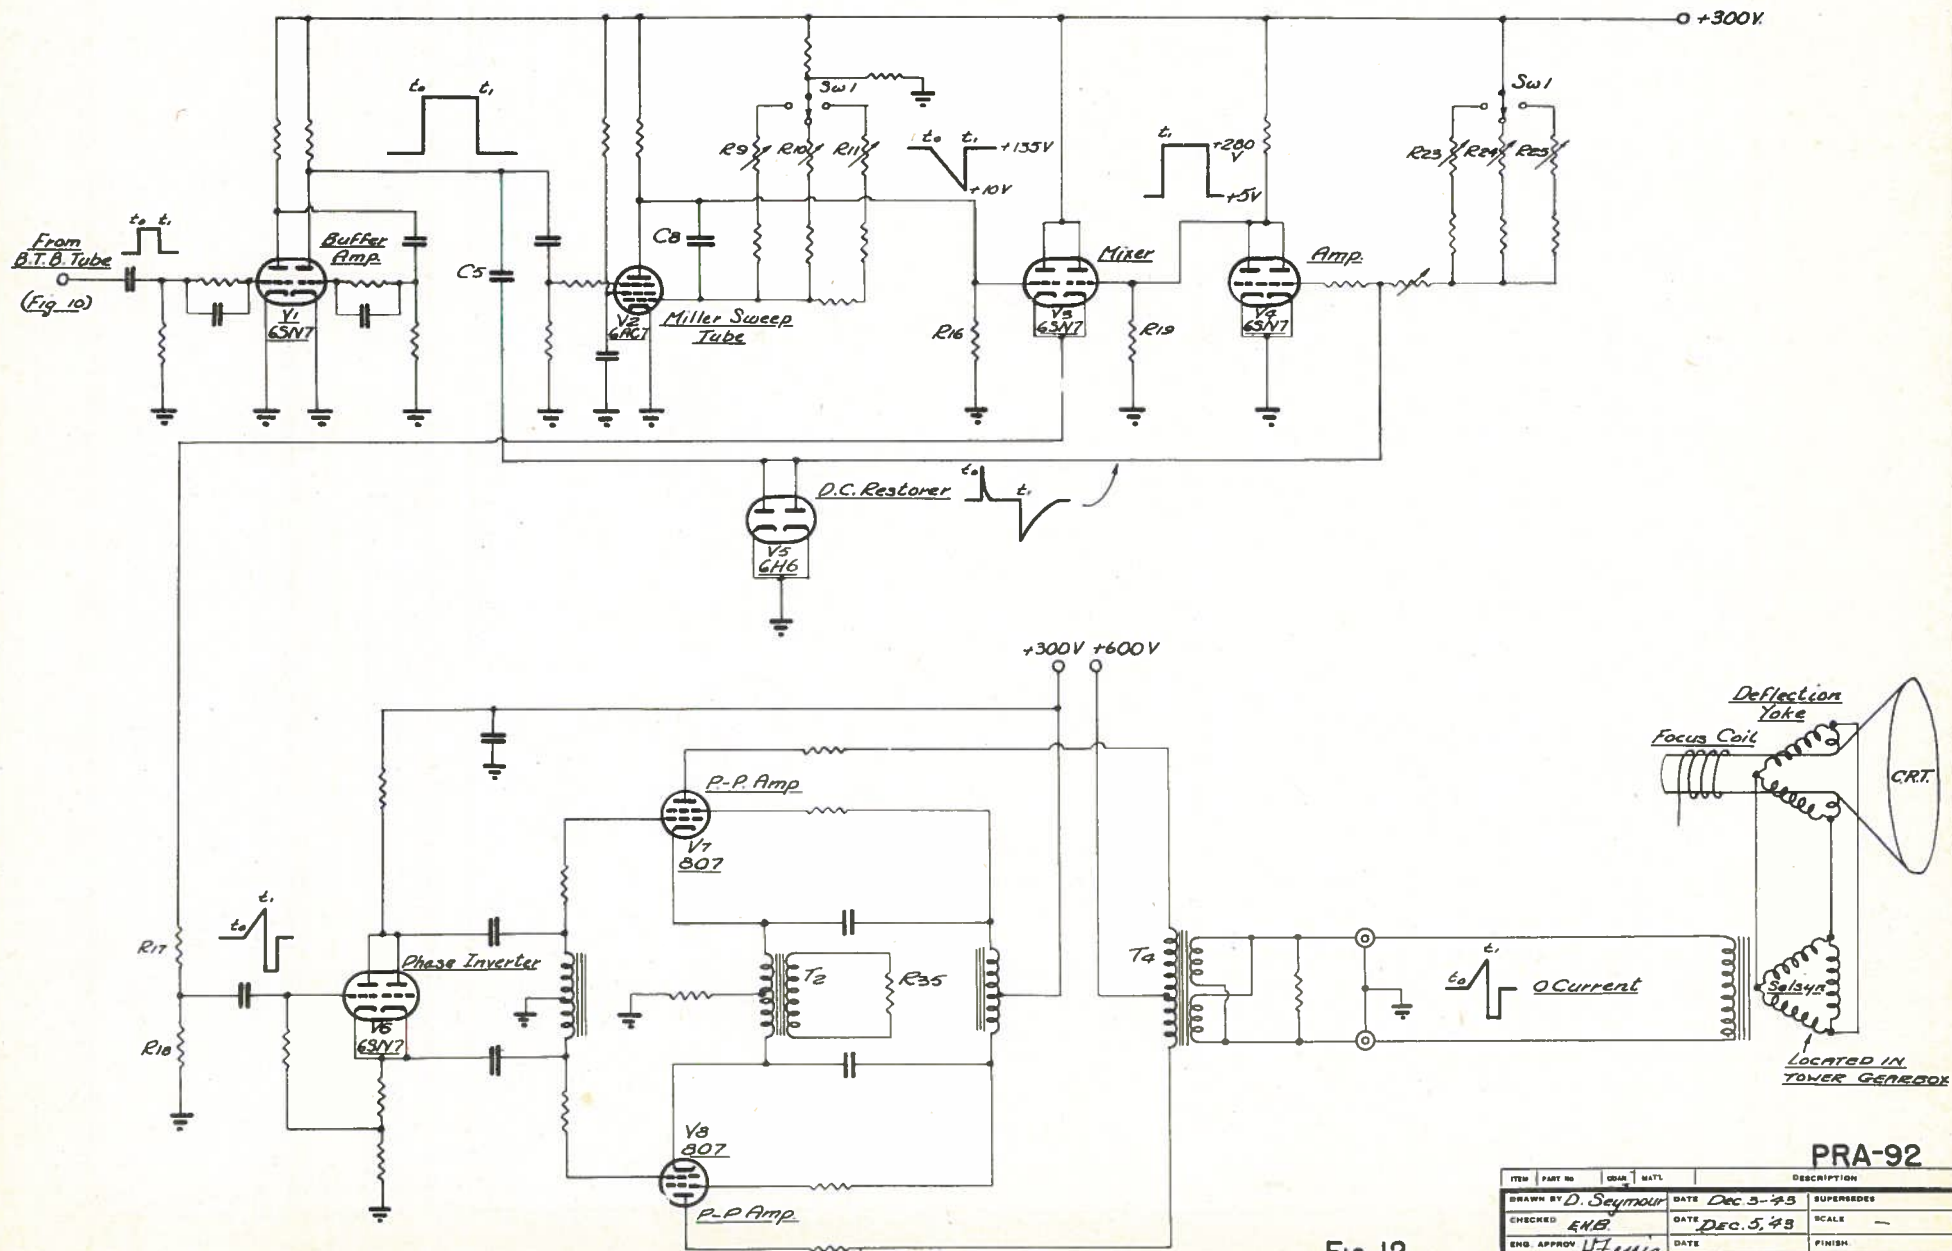 +300V.
t₀ t₁
Sw1
Sw1
t₀ t₁
+135V
+10V
t₁
+280
V
+5V
R9 R10 R11
R23 R24 R25
t₀ t₁
From
B.T.B. Tube
(Fig 10)
Buffer
Amp.
C5
C8
Mixer
Amp.
V1
6SN7
V2
6AC7
Miller Sweep
Tube
R16
V3
6SN7
R19
V4
6SN7
D.C. Restorer
t₀ t₁
V5
6H6
+300V +600V
Deflection
Yoke
Focus Coil
C.R.T.
P.-P. Amp
V7
807
t₀ t₁
R17
Phase Inverter
T2
R35
T4
t₀ t₁
O Current
Selsyn
V6
6SN7
R18
LOCATED IN
TOWER GEARBOX
V8
807
P-P Amp.
PRA-92
ITEM PART NO QUAN MATL DESCRIPTION
DRAWN BY D. Seymour DATE Dec 3-'43 SUPERSEDES
CHECKED E.N.B. DATE DEC. 5, 43 SCALE —
ENG. APPROV DATE FINISH